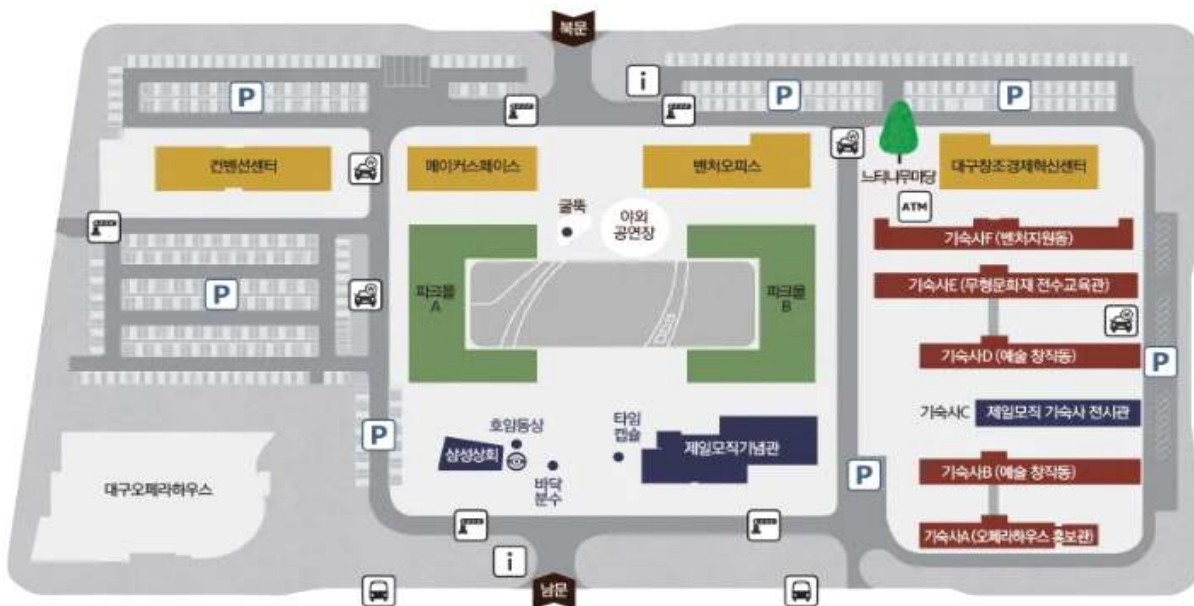 북문
P
i
P
P
컨벤션센터
메이커스페이스
벤처오피스
느티나무마당
대구창조경제혁신센터
ATM
굴뚝
야외
공연장
기숙사F (벤처지원동)
P
파크몰
A
파크몰
B
기숙사E (무형문화재 전수교육관)
기숙사D (예술 창작동)
P
기숙사C
제일모직 기숙사 전시관
P
호암동상
삼성상회
바닥
분수
타임
캡슐
제일모직기념관
대구오페라하우스
P
기숙사B (예술 창작동)
기숙사A (오페라하우스 홍보관)
i
남문